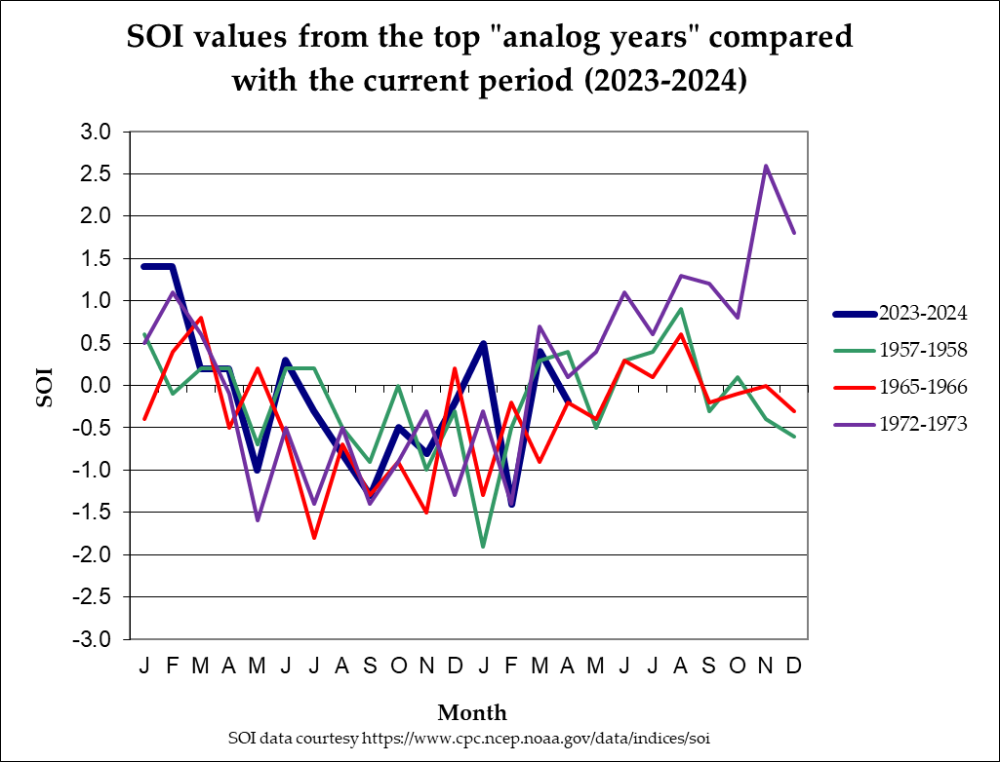 SOI values from the top "analog years" compared
with the current period (2023-2024)
3.0
2.5
2.0
1.5
1.0
0.5
0.0
-0.5
-1.0
-1.5
-2.0
-2.5
-3.0
SOI
J F M A M J J A S O N D J F M A M J J A S O N D
Month
SOI data courtesy https://www.cpc.ncep.noaa.gov/data/indices/soi
2023-2024
1957-1958
1965-1966
1972-1973